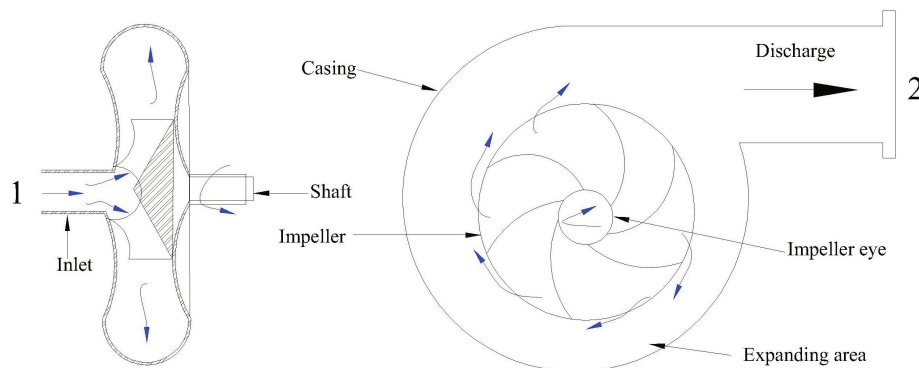 Discharge
Casing
2
1
Shaft
Impeller
Impeller eye
Inlet
Expanding area